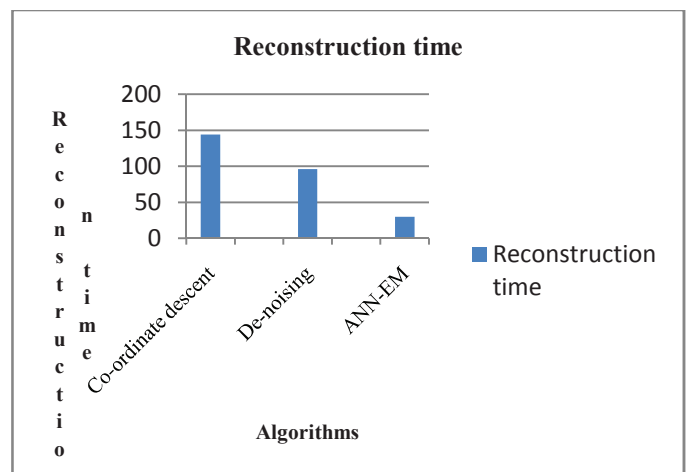 Reconstruction time
Reconstructio
n time
200
150
100
50
0
Co-ordinate descent
De-noising
ANN-EM
Reconstruction
time
Algorithms